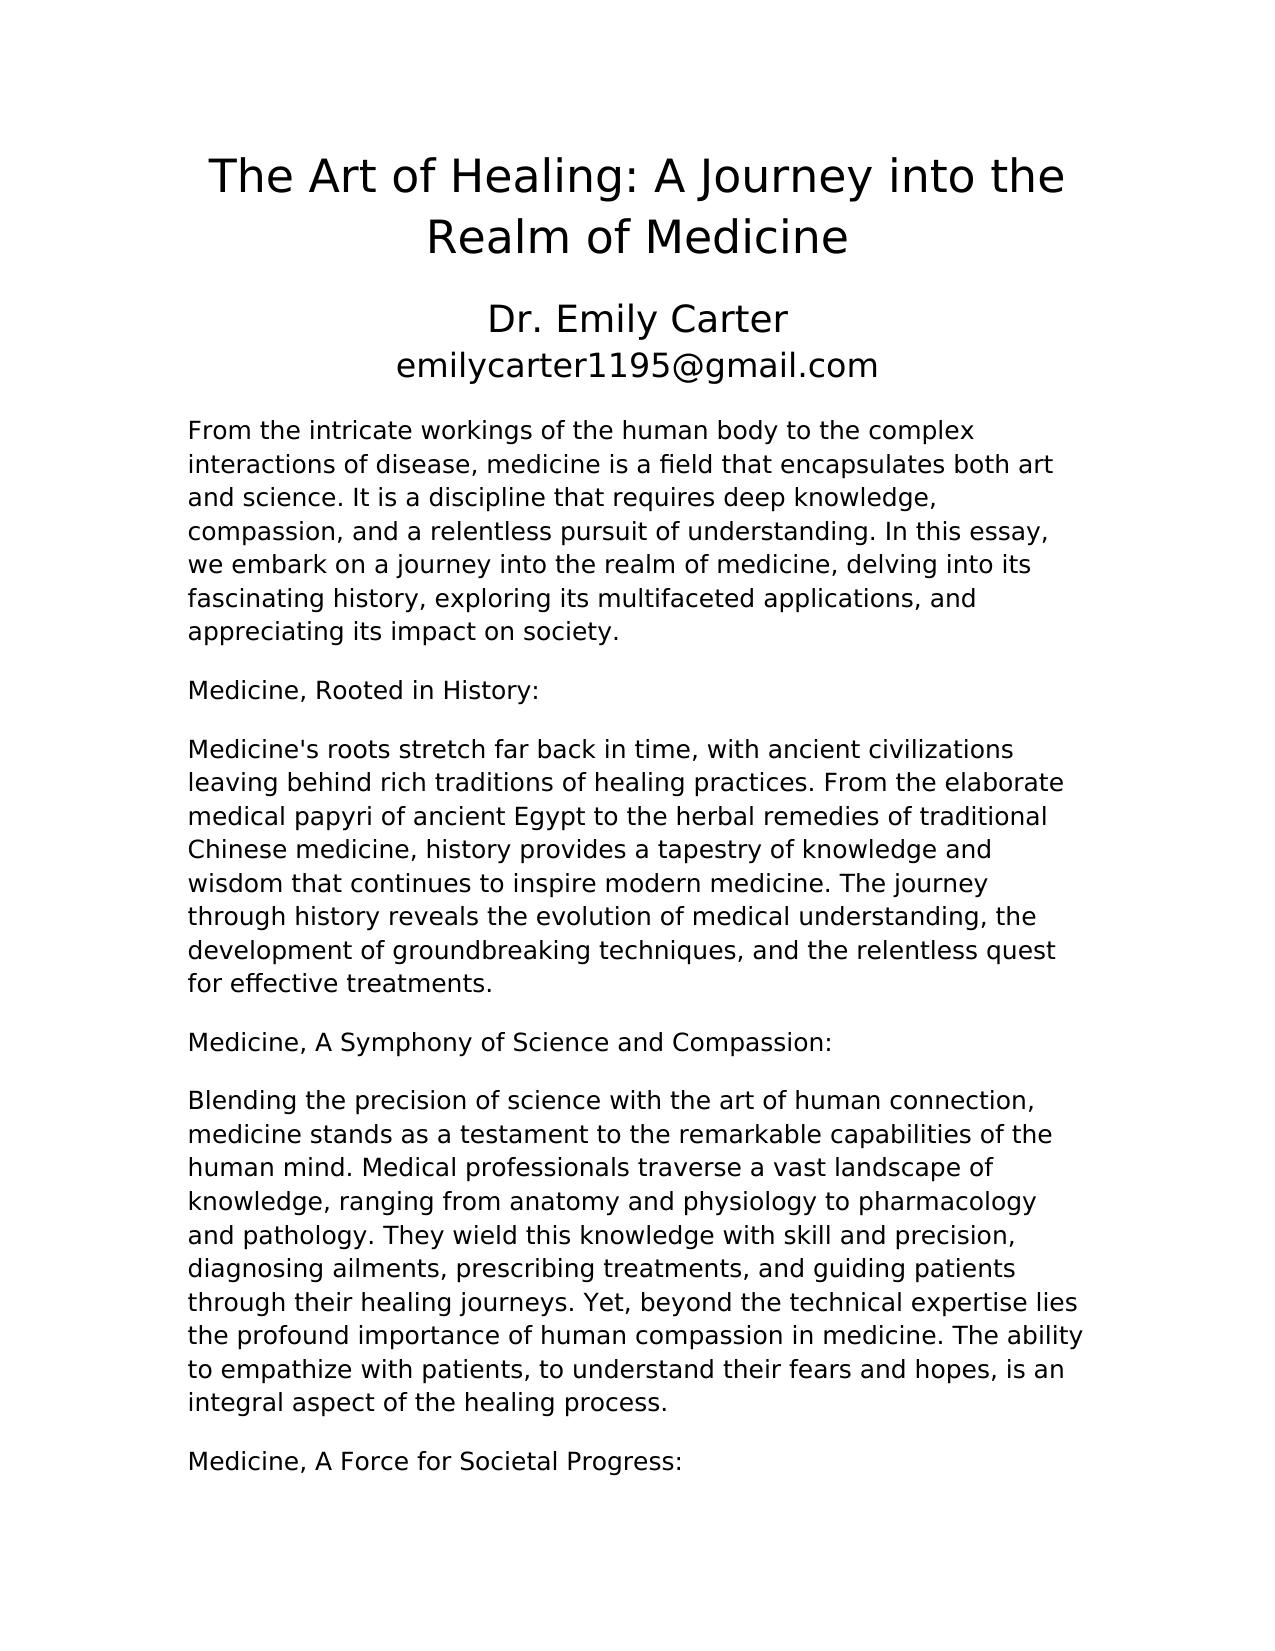 The Art of Healing: A Journey into the
Realm of Medicine
Dr. Emily Carter
emilycarter1195@gmail.com
From the intricate workings of the human body to the complex
interactions of disease, medicine is a field that encapsulates both art
and science. It is a discipline that requires deep knowledge,
compassion, and a relentless pursuit of understanding. In this essay,
we embark on a journey into the realm of medicine, delving into its
fascinating history, exploring its multifaceted applications, and
appreciating its impact on society.
Medicine, Rooted in History:
Medicine's roots stretch far back in time, with ancient civilizations
leaving behind rich traditions of healing practices. From the elaborate
medical papyri of ancient Egypt to the herbal remedies of traditional
Chinese medicine, history provides a tapestry of knowledge and
wisdom that continues to inspire modern medicine. The journey
through history reveals the evolution of medical understanding, the
development of groundbreaking techniques, and the relentless quest
for effective treatments.
Medicine, A Symphony of Science and Compassion:
Blending the precision of science with the art of human connection,
medicine stands as a testament to the remarkable capabilities of the
human mind. Medical professionals traverse a vast landscape of
knowledge, ranging from anatomy and physiology to pharmacology
and pathology. They wield this knowledge with skill and precision,
diagnosing ailments, prescribing treatments, and guiding patients
through their healing journeys. Yet, beyond the technical expertise lies
the profound importance of human compassion in medicine. The ability
to empathize with patients, to understand their fears and hopes, is an
integral aspect of the healing process.
Medicine, A Force for Societal Progress: